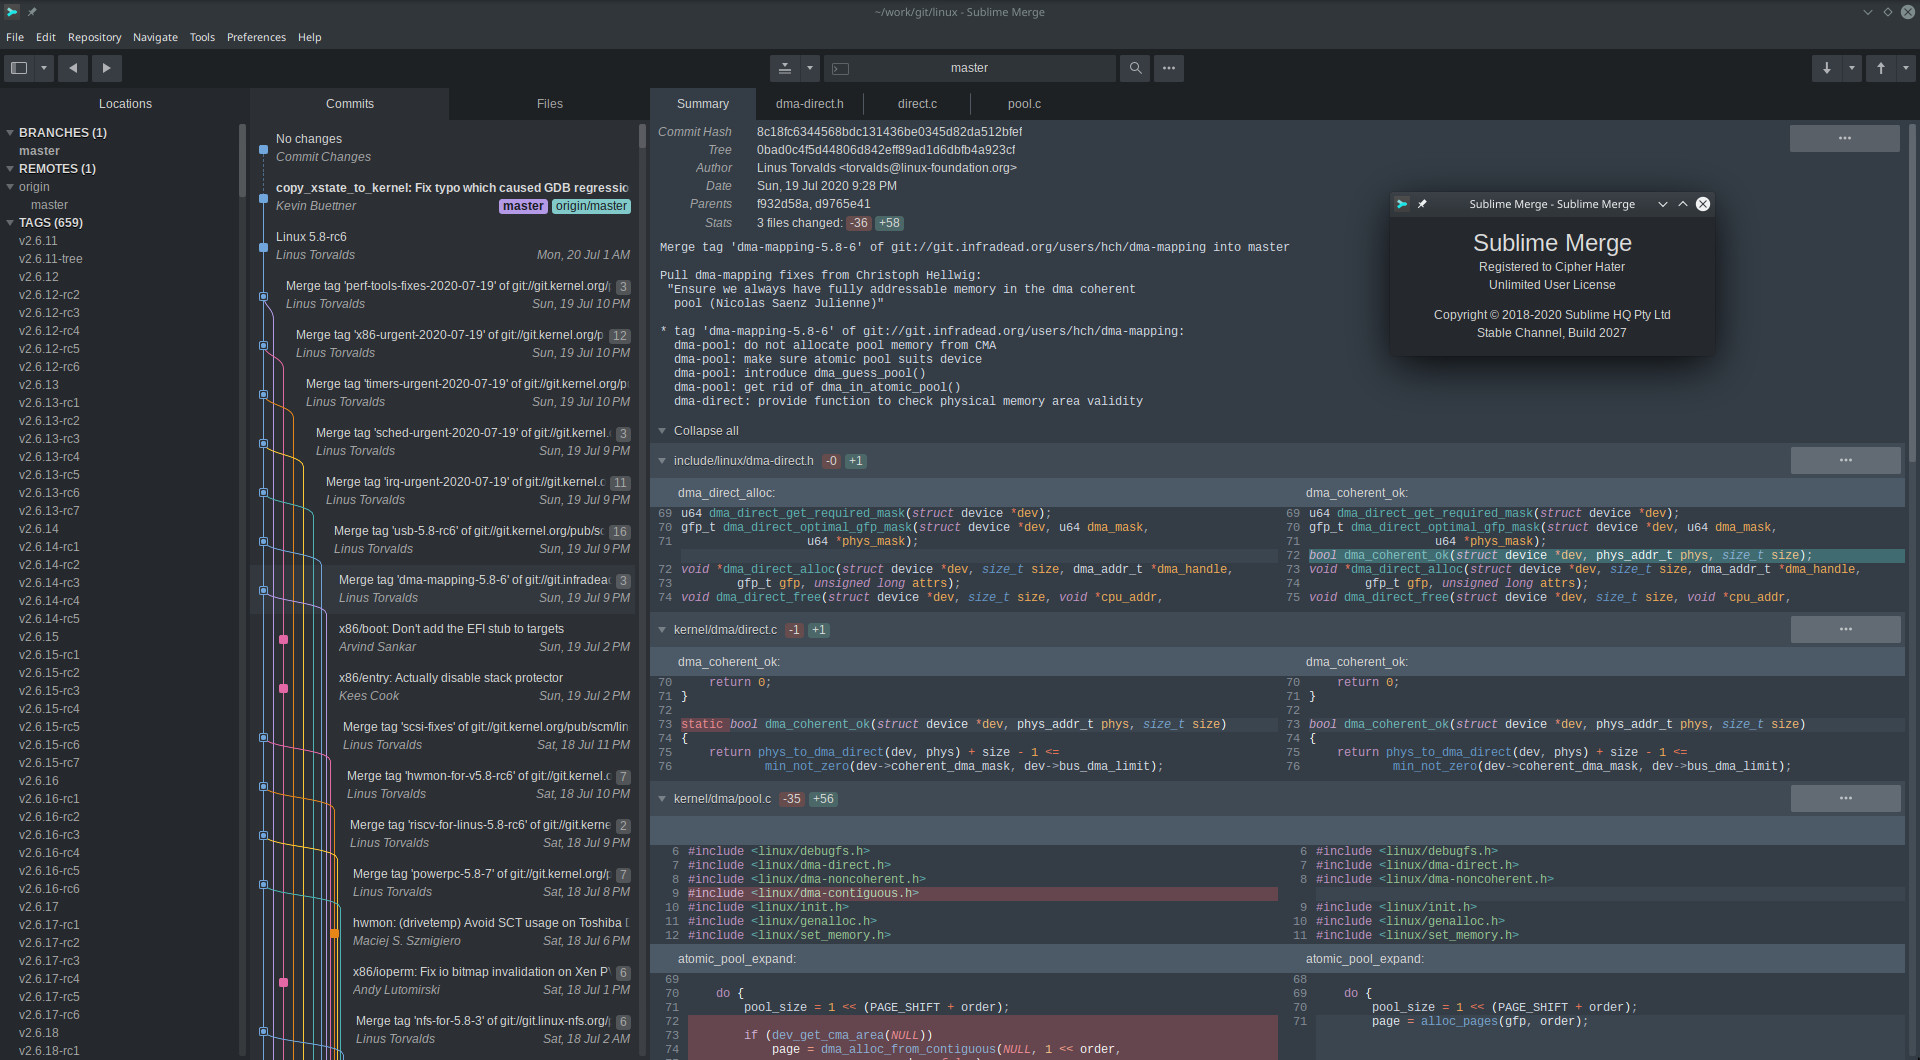 ~/work/git/linux - Sublime Merge
File Edit Repository Navigate Tools Preferences Help
master
Locations
BRANCHES (1)
master
REMOTES (1)
origin
master
TAGS (659)
v2.6.11
v2.6.11-tree
v2.6.12
v2.6.12-rc2
v2.6.12-rc3
v2.6.12-rc4
v2.6.12-rc5
v2.6.12-rc6
v2.6.13
v2.6.13-rc1
v2.6.13-rc2
v2.6.13-rc3
v2.6.13-rc4
v2.6.13-rc5
v2.6.13-rc6
v2.6.13-rc7
v2.6.14
v2.6.14-rc1
v2.6.14-rc2
v2.6.14-rc3
v2.6.14-rc4
v2.6.14-rc5
v2.6.15
v2.6.15-rc1
v2.6.15-rc2
v2.6.15-rc3
v2.6.15-rc4
v2.6.15-rc5
v2.6.15-rc6
v2.6.15-rc7
v2.6.16
v2.6.16-rc1
v2.6.16-rc2
v2.6.16-rc3
v2.6.16-rc4
v2.6.16-rc5
v2.6.16-rc6
v2.6.17
v2.6.17-rc1
v2.6.17-rc2
v2.6.17-rc3
v2.6.17-rc4
v2.6.17-rc5
v2.6.17-rc6
v2.6.18
v2.6.18-rc1
Commits Files
No changes
Commit Changes
copy_xstate_to_kernel: Fix typo which caused GDB regressio
Kevin Buettner master origin/master
Linux 5.8-rc6
Linus Torvalds Mon, 20 Jul 1 AM
Merge tag 'perf-tools-fixes-2020-07-19' of git://git.kernel.org/ 3
Linus Torvalds Sun, 19 Jul 10 PM
Merge tag 'x86-urgent-2020-07-19' of git://git.kernel.org/p 12
Linus Torvalds Sun, 19 Jul 10 PM
Merge tag 'timers-urgent-2020-07-19' of git://git.kernel.org/pu
Linus Torvalds Sun, 19 Jul 10 PM
Merge tag 'sched-urgent-2020-07-19' of git://git.kernel. 3
Linus Torvalds Sun, 19 Jul 9 PM
Merge tag 'irq-urgent-2020-07-19' of git://git.kernel.o 11
Linus Torvalds Sun, 19 Jul 9 PM
Merge tag 'usb-5.8-rc6' of git://git.kernel.org/pub/sc 16
Linus Torvalds Sun, 19 Jul 9 PM
Merge tag 'dma-mapping-5.8-6' of git://git.infradead 3
Linus Torvalds Sun, 19 Jul 9 PM
x86/boot: Don't add the EFI stub to targets
Arvind Sankar Sun, 19 Jul 2 PM
x86/entry: Actually disable stack protector
Kees Cook Sun, 19 Jul 2 PM
Merge tag 'scsi-fixes' of git://git.kernel.org/pub/scm/lin
Linus Torvalds Sat, 18 Jul 11 PM
Merge tag 'hwmon-for-v5.8-rc6' of git://git.kernel.o 7
Linus Torvalds Sat, 18 Jul 10 PM
Merge tag 'riscv-for-linus-5.8-rc6' of git://git.kerne 2
Linus Torvalds Sat, 18 Jul 9 PM
Merge tag 'powerpc-5.8-7' of git://git.kernel.org/p 7
Linus Torvalds Sat, 18 Jul 8 PM
hwmon: (drivetemp) Avoid SCT usage on Toshiba
Maciej S. Szmigiero Sat, 18 Jul 6 PM
x86/ioperm: Fix io bitmap invalidation on Xen P 6
Andy Lutomirski Sat, 18 Jul 1 PM
Merge tag 'nfs-for-5.8-3' of git://git.linux-nfs.org/ 6
Linus Torvalds Sat, 18 Jul 2 AM
Summary dma-direct.h direct.c pool.c
Commit Hash 8c18fc6344568bdc131436be0345d82da512bfef
Tree 0bad0c4f5d44806d842eff89ad1d6dbfb4a923cf
Author Linus Torvalds <torvalds@linux-foundation.org>
Date Sun, 19 Jul 2020 9:28 PM
Parents f932d58a, d9765e41
Stats 3 files changed: -36 +58
Merge tag 'dma-mapping-5.8-6' of git://git.infradead.org/users/hch/dma-mapping into master
Pull dma-mapping fixes from Christoph Hellwig:
"Ensure we always have fully addressable memory in the dma coherent
pool (Nicolas Saenz Julienne)"
* tag 'dma-mapping-5.8-6' of git://git.infradead.org/users/hch/dma-mapping:
dma-pool: do not allocate pool memory from CMA
dma-pool: make sure atomic pool suits device
dma-pool: introduce dma_guess_pool()
dma-pool: get rid of dma_in_atomic_pool()
dma-direct: provide function to check physical memory area validity
Sublime Merge - Sublime Merge
Sublime Merge
Registered to Cipher Hater
Unlimited User License
Copyright © 2018-2020 Sublime HQ Pty Ltd
Stable Channel, Build 2027
Collapse all
include/linux/dma-direct.h -0 +1
dma_direct_alloc:
69 u64 dma_direct_get_required_mask(struct device *dev);
70 gfp_t dma_direct_optimal_gfp_mask(struct device *dev, u64 dma_mask,
71 u64 *phys_mask);
72 void *dma_direct_alloc(struct device *dev, size_t size, dma_addr_t *dma_handle,
73 gfp_t gfp, unsigned long attrs);
74 void dma_direct_free(struct device *dev, size_t size, void *cpu_addr,
dma_coherent_ok:
69 u64 dma_direct_get_required_mask(struct device *dev);
70 gfp_t dma_direct_optimal_gfp_mask(struct device *dev, u64 dma_mask,
71 u64 *phys_mask);
72 bool dma_coherent_ok(struct device *dev, phys_addr_t phys, size_t size);
73 void *dma_direct_alloc(struct device *dev, size_t size, dma_addr_t *dma_handle,
74 gfp_t gfp, unsigned long attrs);
75 void dma_direct_free(struct device *dev, size_t size, void *cpu_addr,
kernel/dma/direct.c -1 +1
dma_coherent_ok:
70 return 0;
71 }
72
73 static bool dma_coherent_ok(struct device *dev, phys_addr_t phys, size_t size)
74 {
75 return phys_to_dma_direct(dev, phys) + size - 1 <=
76 min_not_zero(dev->coherent_dma_mask, dev->bus_dma_limit);
dma_coherent_ok:
70 return 0;
71 }
72
73 bool dma_coherent_ok(struct device *dev, phys_addr_t phys, size_t size)
74 {
75 return phys_to_dma_direct(dev, phys) + size - 1 <=
76 min_not_zero(dev->coherent_dma_mask, dev->bus_dma_limit);
kernel/dma/pool.c -35 +56
6 #include <linux/debugfs.h>
7 #include <linux/dma-direct.h>
8 #include <linux/dma-noncoherent.h>
9 #include <linux/dma-contiguous.h>
10 #include <linux/init.h>
11 #include <linux/genalloc.h>
12 #include <linux/set_memory.h>
6 #include <linux/debugfs.h>
7 #include <linux/dma-direct.h>
8 #include <linux/dma-noncoherent.h>
9 #include <linux/init.h>
10 #include <linux/genalloc.h>
11 #include <linux/set_memory.h>
atomic_pool_expand:
69
70 do {
71 pool_size = 1 << (PAGE_SHIFT + order);
72
73 if (dev_get_cma_area(NULL))
74 page = dma_alloc_from_contiguous(NULL, 1 << order,
atomic_pool_expand:
68
69 do {
70 pool_size = 1 << (PAGE_SHIFT + order);
71 page = alloc_pages(gfp, order);